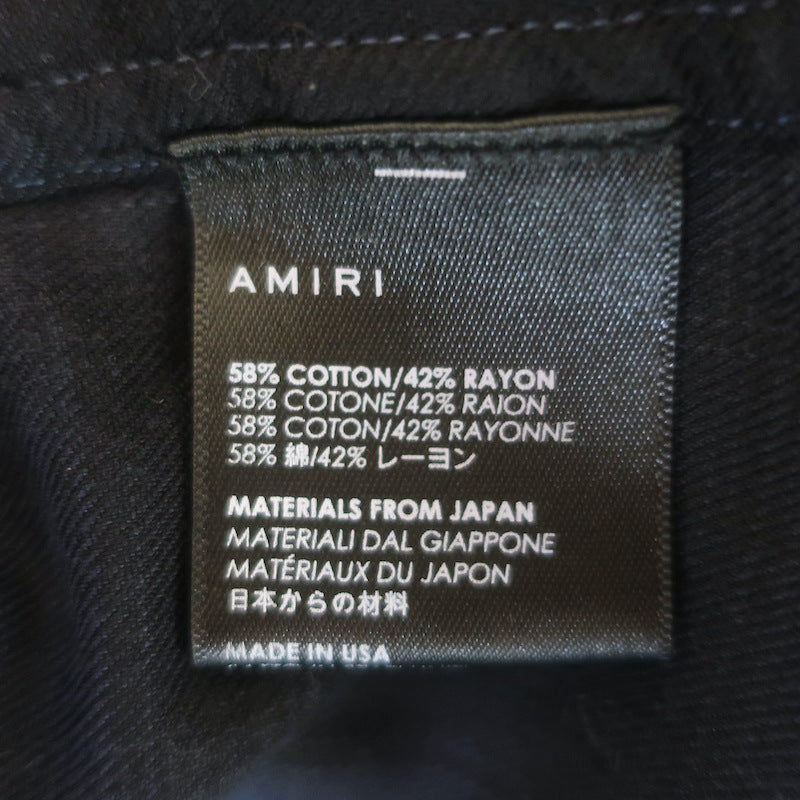 AMIRI
58% COTTON/42% RAYON
58% COTONE/42% RAION
58% COTON/42% RAYONNE
58% 綿/42% レーヨン
MATERIALS FROM JAPAN
MATERIALI DAL GIAPPONE
MATÉRIAUX DU JAPON
日本からの材料
MADE IN USA